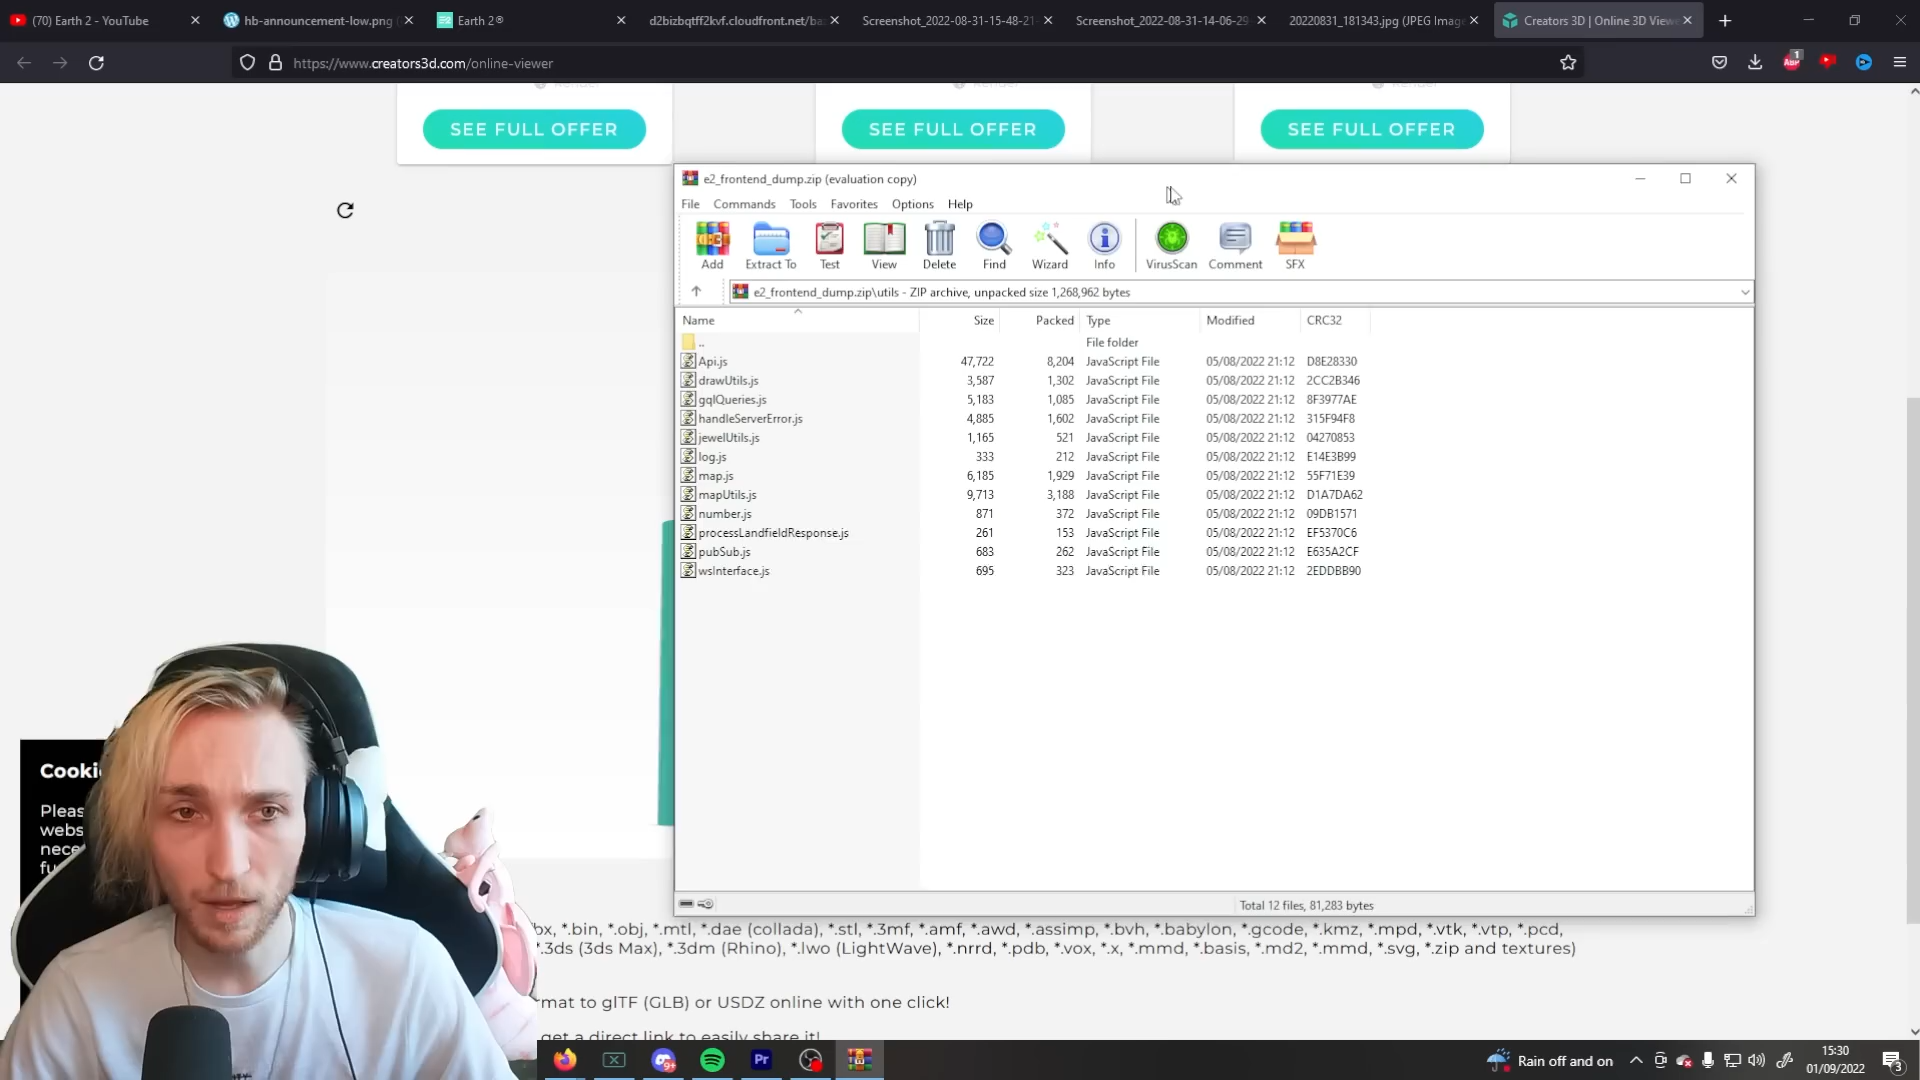 (70) Earth 2 - YouTube
hb-announcement-low.png (
Earth 2®
d2bizbqtff2kvf.cloudfront.net/ba
Screenshot_2022-08-31-15-48-21-
Screenshot_2022-08-31-14-06-29-
20220831_181343.jpg (JPEG Image
Creators 3D | Online 3D Viewe
https://www.creators3d.com/online-viewer
ABP
1
SEE FULL OFFER
SEE FULL OFFER
SEE FULL OFFER
e2_frontend_dump.zip (evaluation copy)
File Commands Tools Favorites Options Help
Add Extract To Test View Delete Find Wizard Info VirusScan Comment SFX
e2_frontend_dump.zip\utils - ZIP archive, unpacked size 1,268,962 bytes
Name Size Packed Type Modified CRC32
.. File folder
Api.js 47,722 8,204 JavaScript File 05/08/2022 21:12 D8E28330
drawUtils.js 3,587 1,302 JavaScript File 05/08/2022 21:12 2CC2B346
gqlQueries.js 5,183 1,085 JavaScript File 05/08/2022 21:12 8F3977AE
handleServerError.js 4,885 1,602 JavaScript File 05/08/2022 21:12 315F94F8
jewelUtils.js 1,165 521 JavaScript File 05/08/2022 21:12 04270853
log.js 333 212 JavaScript File 05/08/2022 21:12 E14E3B99
map.js 6,185 1,929 JavaScript File 05/08/2022 21:12 55F71E39
mapUtils.js 9,713 3,188 JavaScript File 05/08/2022 21:12 D1A7DA62
number.js 871 372 JavaScript File 05/08/2022 21:12 09DB1571
processLandfieldResponse.js 261 153 JavaScript File 05/08/2022 21:12 EF5370C6
pubSub.js 683 262 JavaScript File 05/08/2022 21:12 E635A2CF
wsInterface.js 695 323 JavaScript File 05/08/2022 21:12 2EDDBB90
Total 12 files, 81,283 bytes
Cooki
Pleas
webs
nece
fu
bx, *.bin, *.obj, *.mtl, *.dae (collada), *.stl, *.3mf, *.amf, *.awd, *.assimp, *.bvh, *.babylon, *.gcode, *.kmz, *.mpd, *.vtk, *.vtp, *.pcd,
*.3ds (3ds Max), *.3dm (Rhino), *.lwo (LightWave), *.nrrd, *.pdb, *.vox, *.x, *.mmd, *.basis, *.md2, *.mmd, *.svg, *.zip and textures)
rmat to glTF (GLB) or USDZ online with one click!
get a direct link to easily share it!
Pr
Rain off and on
15:30
01/09/2022
3